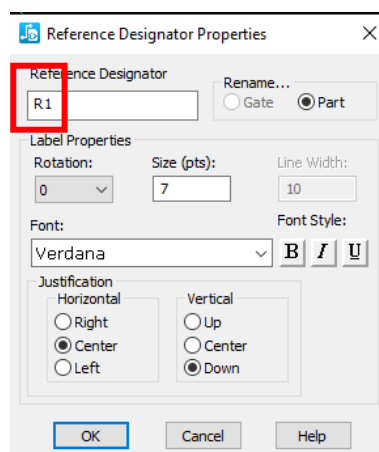 Reference Designator Properties
Reference Designator
Rename...
R1
Gate
Part
Label Properties
Rotation:
Size (pts):
Line Width:
0
7
10
Font:
Font Style:
Verdana
B I U
Justification
Horizontal
Vertical
Right
Up
Center
Center
Left
Down
OK
Cancel
Help